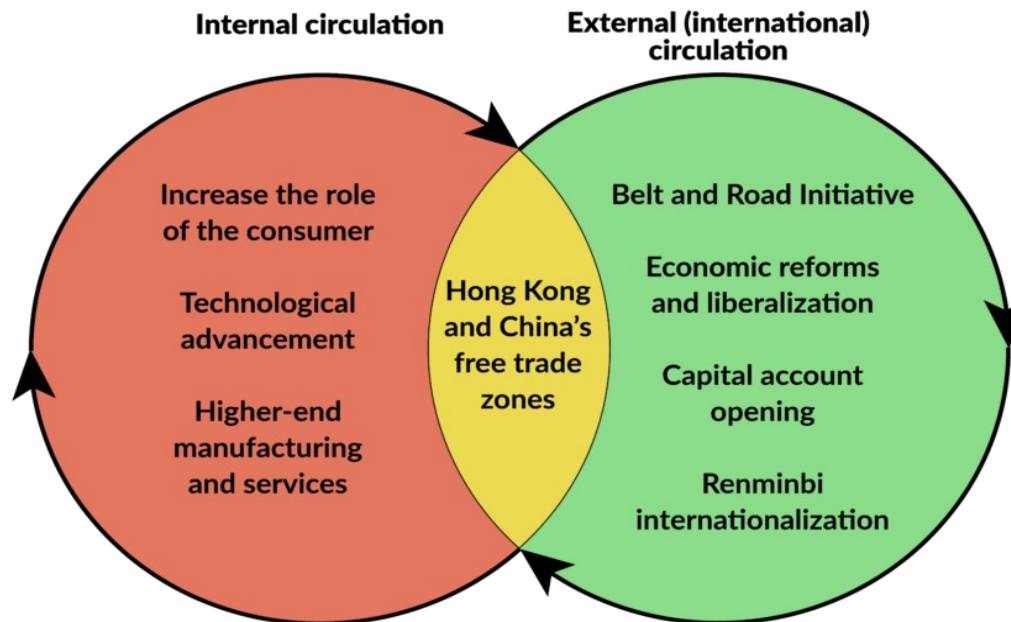 Internal circulation
External (international)
circulation
Increase the role
of the consumer
Technological
advancement
Higher-end
manufacturing
and services
Hong Kong
and China’s
free trade
zones
Belt and Road Initiative
Economic reforms
and liberalization
Capital account
opening
Renminbi
internationalization